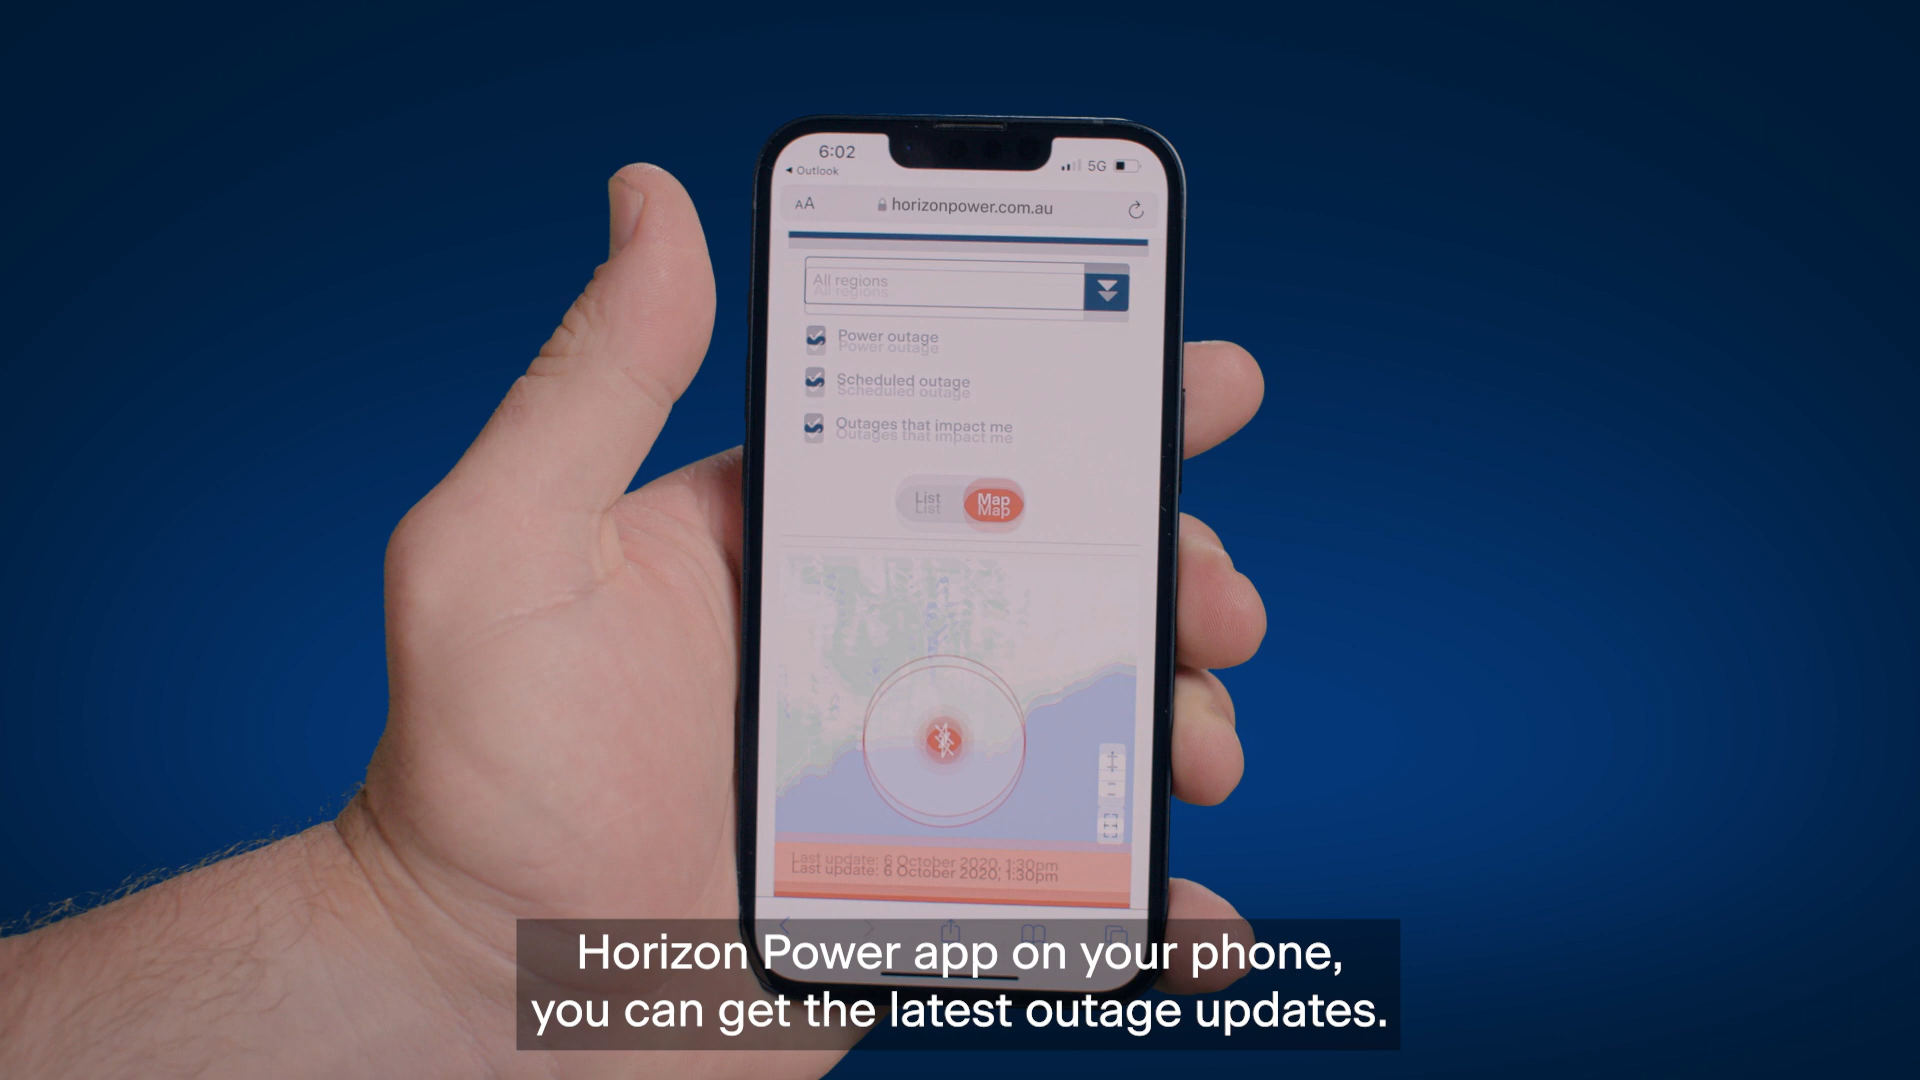 6:02
Outlook
5G
AA
horizonpower.com.au
All regions
Power outage
Scheduled outage
Outages that impact me
List
Map
Last update: 6 October 2020, 1:30pm
Horizon Power app on your phone,
you can get the latest outage updates.